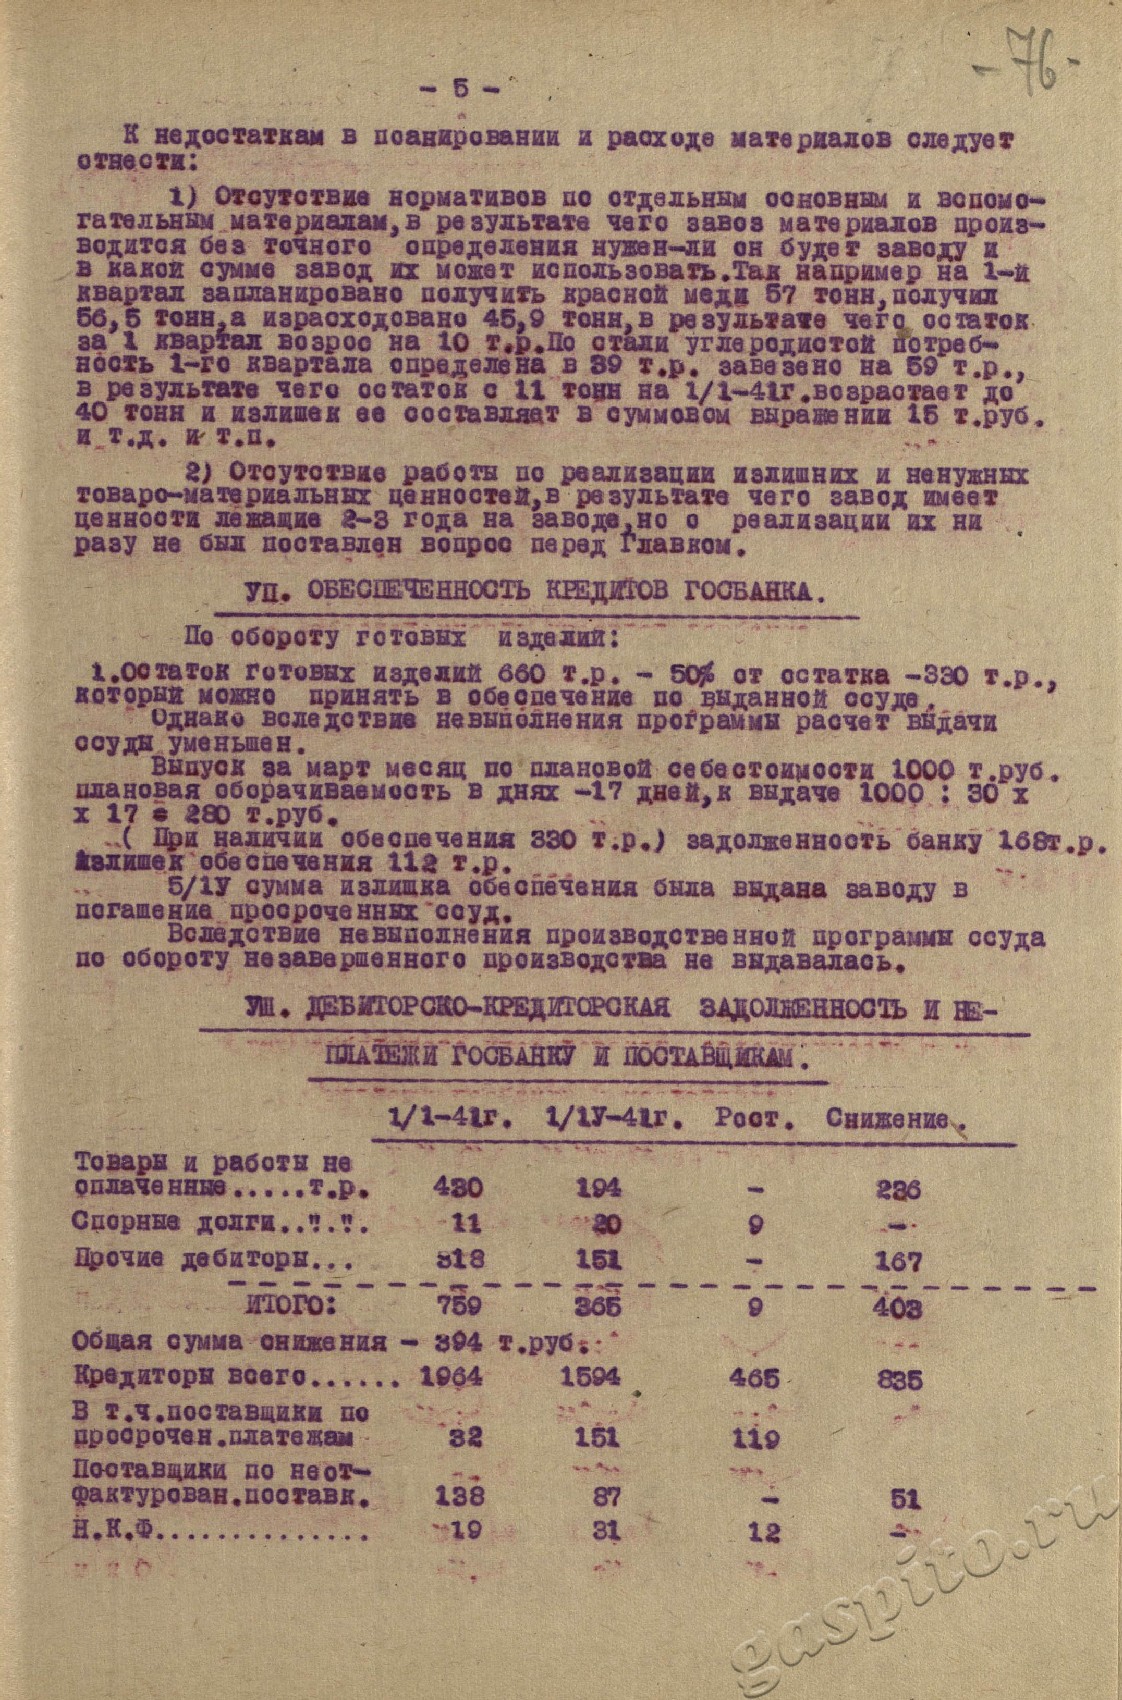 -76-
- 5 -
К недостаткам в поанировании и расходе материалов следует
отнести:
1) Отсутствие нормативов по отдельным основным и вспомо-
гательным материалам,в результате чего завоз материалов произ-
водится без точного определения нужен-ли он будет заводу и
в какой сумме завод их может использовать.Так например на 1-й
квартал запланировано получить красной меди 57 тонн,получил
56,5 тонн,а израсходовано 45,9 тонн,в результате чего остаток
за 1 квартал возрос на 10 т.р.По стали углеродистой потреб-
ность 1-го квартала определена в 39 т.р. завезено на 59 т.р.,
в результате чего остаток с 11 тонн на 1/1-41г.возрастает до
40 тонн и излишек ее составляет в суммовом выражении 15 т.руб.
и т.д. и т.п.
2) Отсутствие работы по реализации излишних и ненужных
товаро-материальных ценностей,в результате чего завод имеет
ценности лежащие 2-3 года на заводе,но о реализации их ни
разу не был поставлен вопрос перед Главком.
УП. ОБЕСПЕЧЕННОСТЬ КРЕДИТОВ ГОСБАНКА.
По обороту готовых изделий:
1.Остаток готовых изделий 660 т.р. - 50% от остатка -330 т.р.,
который можно принять в обеспечение по выданной ссуде.
Однако вследствие невыполнения программы расчет выдачи
ссуды уменьшен.
Выпуск за март месяц по плановой себестоимости 1000 т.руб.
плановая оборачиваемость в днях -17 дней,к выдаче 1000 : 30 х
х 17 = 280 т.руб.
( При наличии обеспечения 330 т.р.) задолженность банку 168т.р.
Излишек обеспечения 112 т.р.
5/1У сумма излишка обеспечения была выдана заводу в
погашение просроченных ссуд.
Вследствие невыполнения производственной программы ссуда
по обороту незавершенного производства не выдавалась.
УШ. ДЕБИТОРСКО-КРЕДИТОРСКАЯ ЗАДОЛЖЕННОСТЬ И НЕ-
ПЛАТЕЖИ ГОСБАНКУ И ПОСТАВЩИКАМ.
1/1-41г. 1/1У-41г. Рост. Снижение.
Товары и работы не
оплаченные.....т.р. 430 194 - 236
Спорные долги..".". 11 20 9 -
Прочие дебиторы... 318 151 - 167
ИТОГО: 759 365 9 403
Общая сумма снижения - 394 т.руб.
Кредиторы всего...... 1964 1594 465 835
В т.ч.поставщики по
просрочен.платежам 32 151 119
Поставщики по неот-
фактурован.поставк. 138 87 - 51
Н.К.Ф.............. 19 31 12 -
gaspito.ru